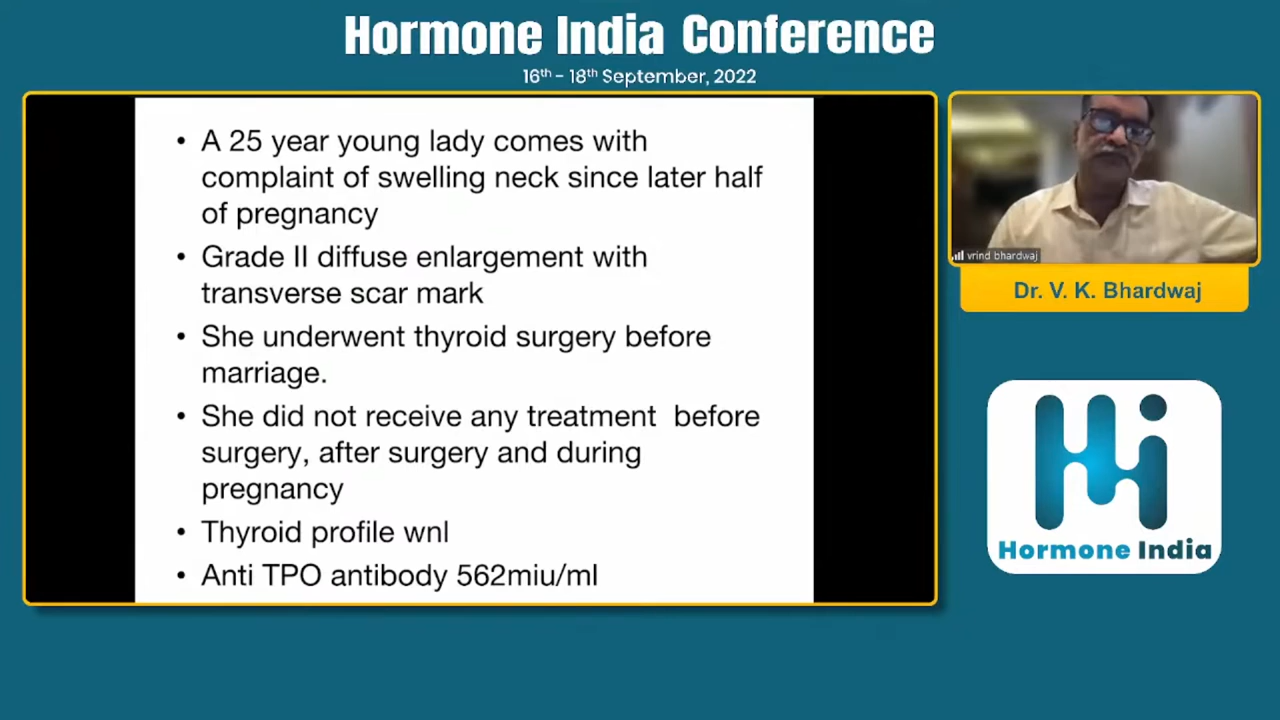 Hormone India Conference
16th - 18th September, 2022
• A 25 year young lady comes with
complaint of swelling neck since later half
of pregnancy
• Grade II diffuse enlargement with
transverse scar mark
• She underwent thyroid surgery before
marriage.
• She did not receive any treatment before
surgery, after surgery and during
pregnancy
• Thyroid profile wnl
• Anti TPO antibody 562miu/ml
vrind bhardwaj
Dr. V. K. Bhardwaj
Hi
Hormone India